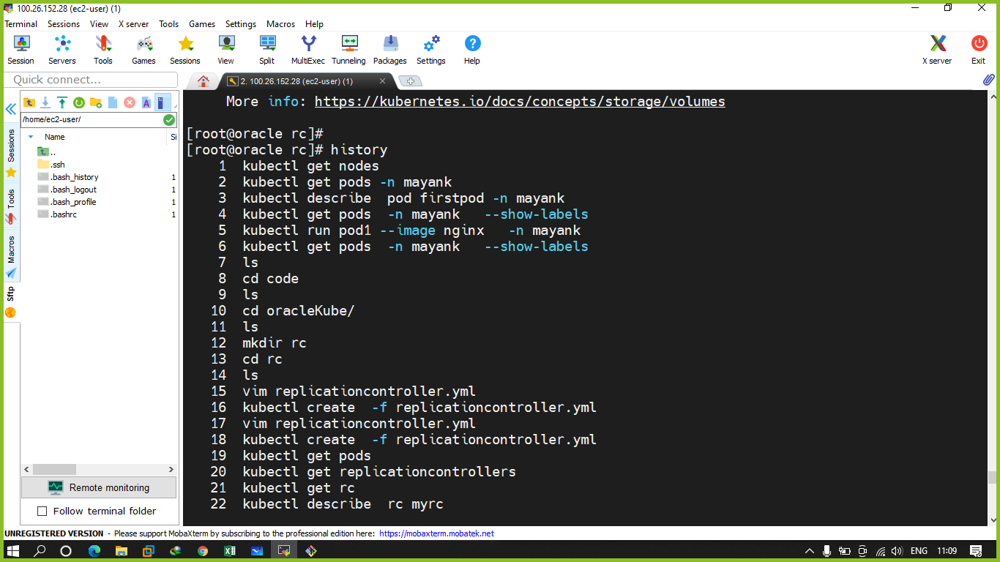 100.26.152.28 (ec2-user) (1)
Terminal Sessions View X server Tools Games Settings Macros Help
Session Servers Tools Games Sessions View Split MultiExec Tunneling Packages Settings Help X server Exit
Quick connect...
2. 100.26.152.28 (ec2-user) (1)
/home/ec2-user/
Name Si
..
.ssh
.bash_history 1
.bash_logout 1
.bash_profile 1
.bashrc 1
Sessions
Tools
Macros
Sftp
Remote monitoring
Follow terminal folder
More info: https://kubernetes.io/docs/concepts/storage/volumes
[root@oracle rc]#
[root@oracle rc]# history
1 kubectl get nodes
2 kubectl get pods -n mayank
3 kubectl describe  pod firstpod -n mayank
4 kubectl get pods  -n mayank   --show-labels
5 kubectl run pod1 --image nginx   -n mayank
6 kubectl get pods  -n mayank   --show-labels
7 ls
8 cd code
9 ls
10 cd oracleKube/
11 ls
12 mkdir rc
13 cd rc
14 ls
15 vim replicationcontroller.yml
16 kubectl create  -f replicationcontroller.yml
17 vim replicationcontroller.yml
18 kubectl create  -f replicationcontroller.yml
19 kubectl get pods
20 kubectl get replicationcontrollers
21 kubectl get rc
22 kubectl describe  rc myrc
UNREGISTERED VERSION - Please support MobaXterm by subscribing to the professional edition here: https://mobaxterm.mobatek.net
ENG 11:09